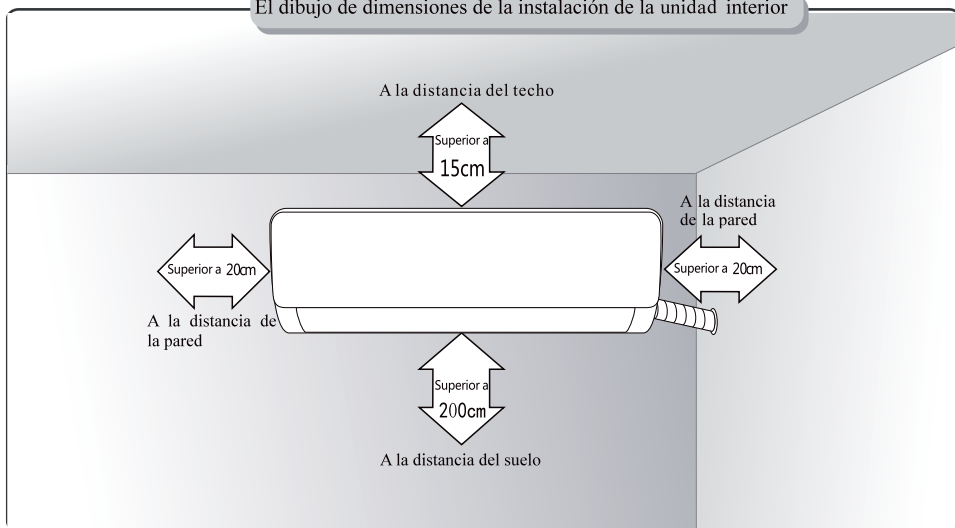 El dibujo de dimensiones de la instalación de la unidad interior
A la distancia del techo
Superior a
15cm
A la distancia
de la pared
Superior a 20cm
Superior a 20cm
A la distancia de
la pared
Superior a
200cm
A la distancia del suelo